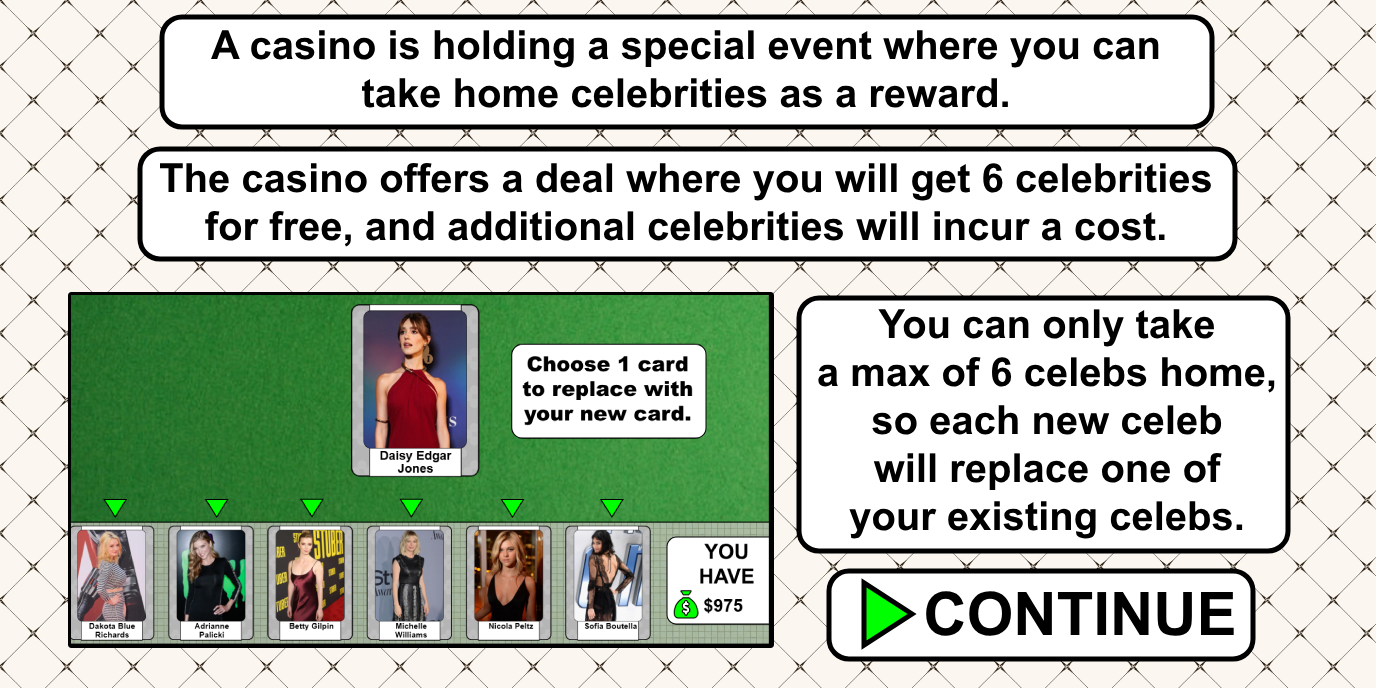 A casino is holding a special event where you can
take home celebrities as a reward.
The casino offers a deal where you will get 6 celebrities
for free, and additional celebrities will incur a cost.
Daisy Edgar
Jones
Choose 1 card
to replace with
your new card.
Dakota Blue
Richards
Adrianne
Palicki
Betty Gilpin
STUBER
Michelle
Williams
Nicola Peltz
Sofia Boutella
YOU
HAVE
$ $975
You can only take
a max of 6 celebs home,
so each new celeb
will replace one of
your existing celebs.
CONTINUE